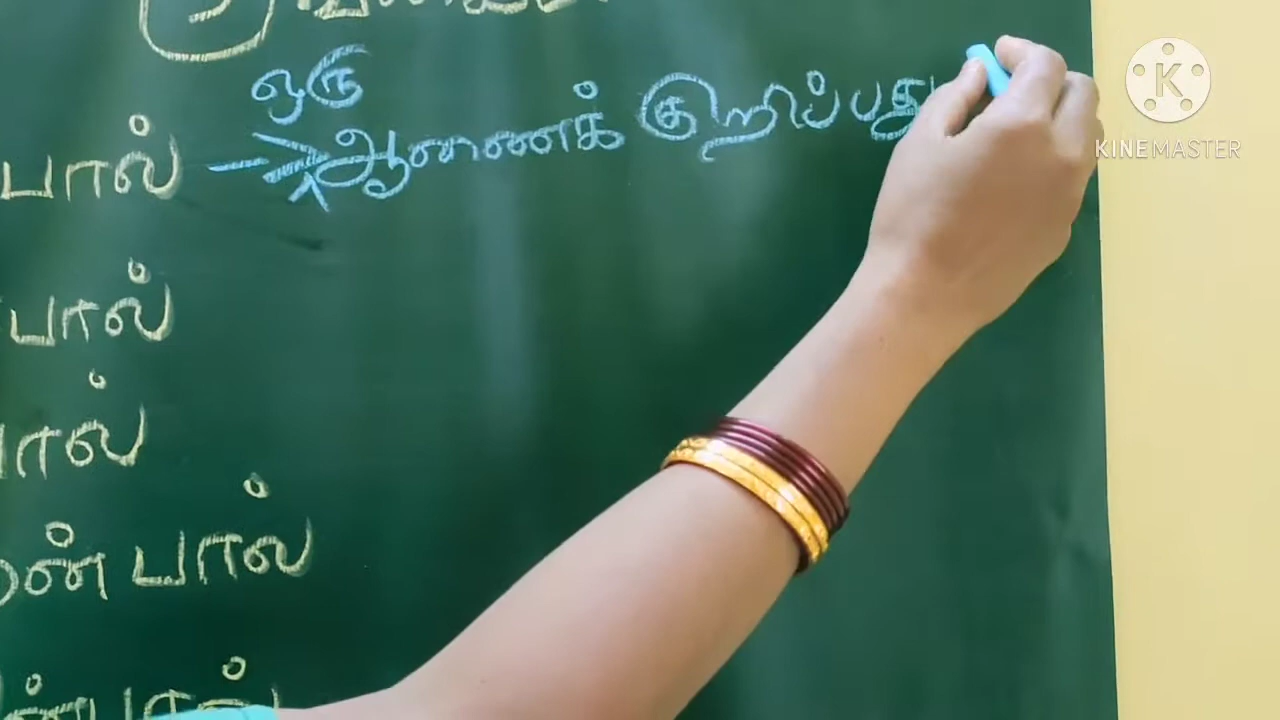 ஒரு
பால் → ஆணைக் குறிப்பது
பால்
பால்
ன் பால்
ன்பால்
KINEMASTER